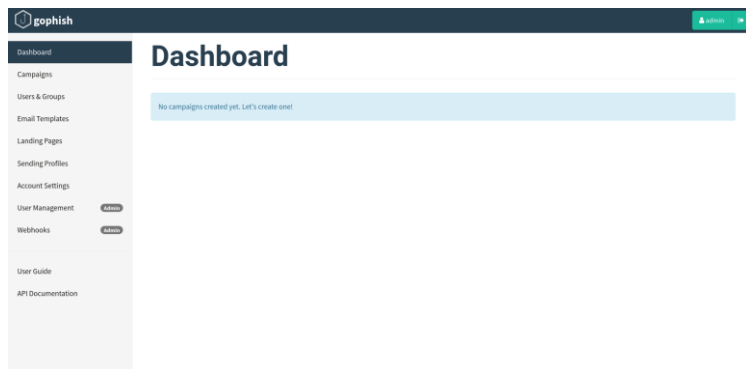 gophish
admin
Dashboard
Campaigns
Users & Groups
Email Templates
Landing Pages
Sending Profiles
Account Settings
User Management Admin
Webhooks Admin
User Guide
API Documentation
Dashboard
No campaigns created yet. Let's create one!